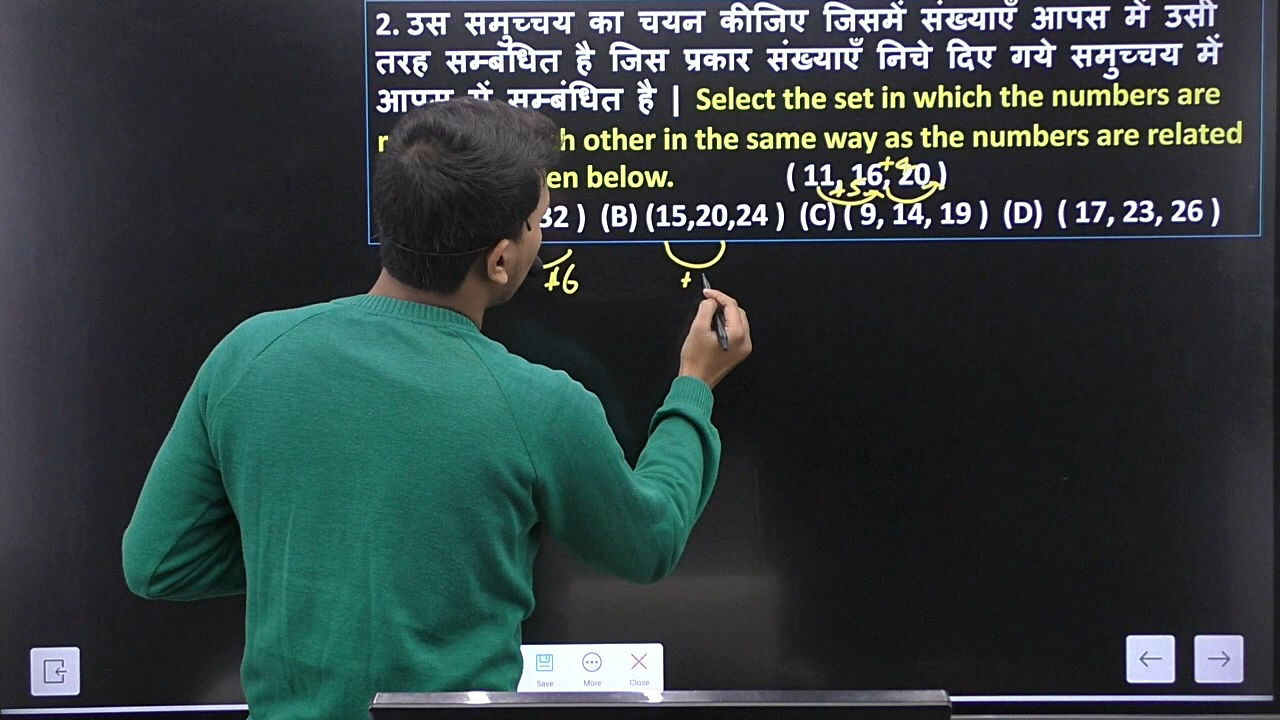 2. उस समुच्चय का चयन कीजिए जिसमें संख्याएँ आपस में उसी
तरह सम्बंधित है जिस प्रकार संख्याएँ निचे दिए गये समुच्चय में
आपस में सम्बंधित है | Select the set in which the numbers are
other in the same way as the numbers are related
below. ( 11, 16, 20 )
+5 +4
32 ) (B) (15,20,24 ) (C) ( 9, 14, 19 ) (D) ( 17, 23, 26 )
+6 +
Save More Close